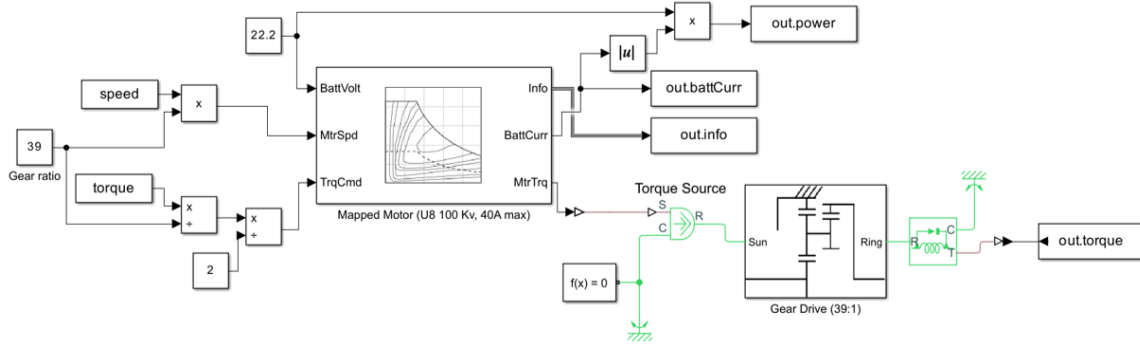 22.2
x
out.power
|u|
speed
x
BattVolt
Info
out.battCurr
MtrSpd
BattCurr
out.info
39
Gear ratio
torque
TrqCmd
MtrTrq
Torque Source
x
÷
x
÷
Mapped Motor (U8 100 Kv, 40A max)
S
R
C
Sun
Ring
R
C
T
out.torque
2
f(x) = 0
Gear Drive (39:1)